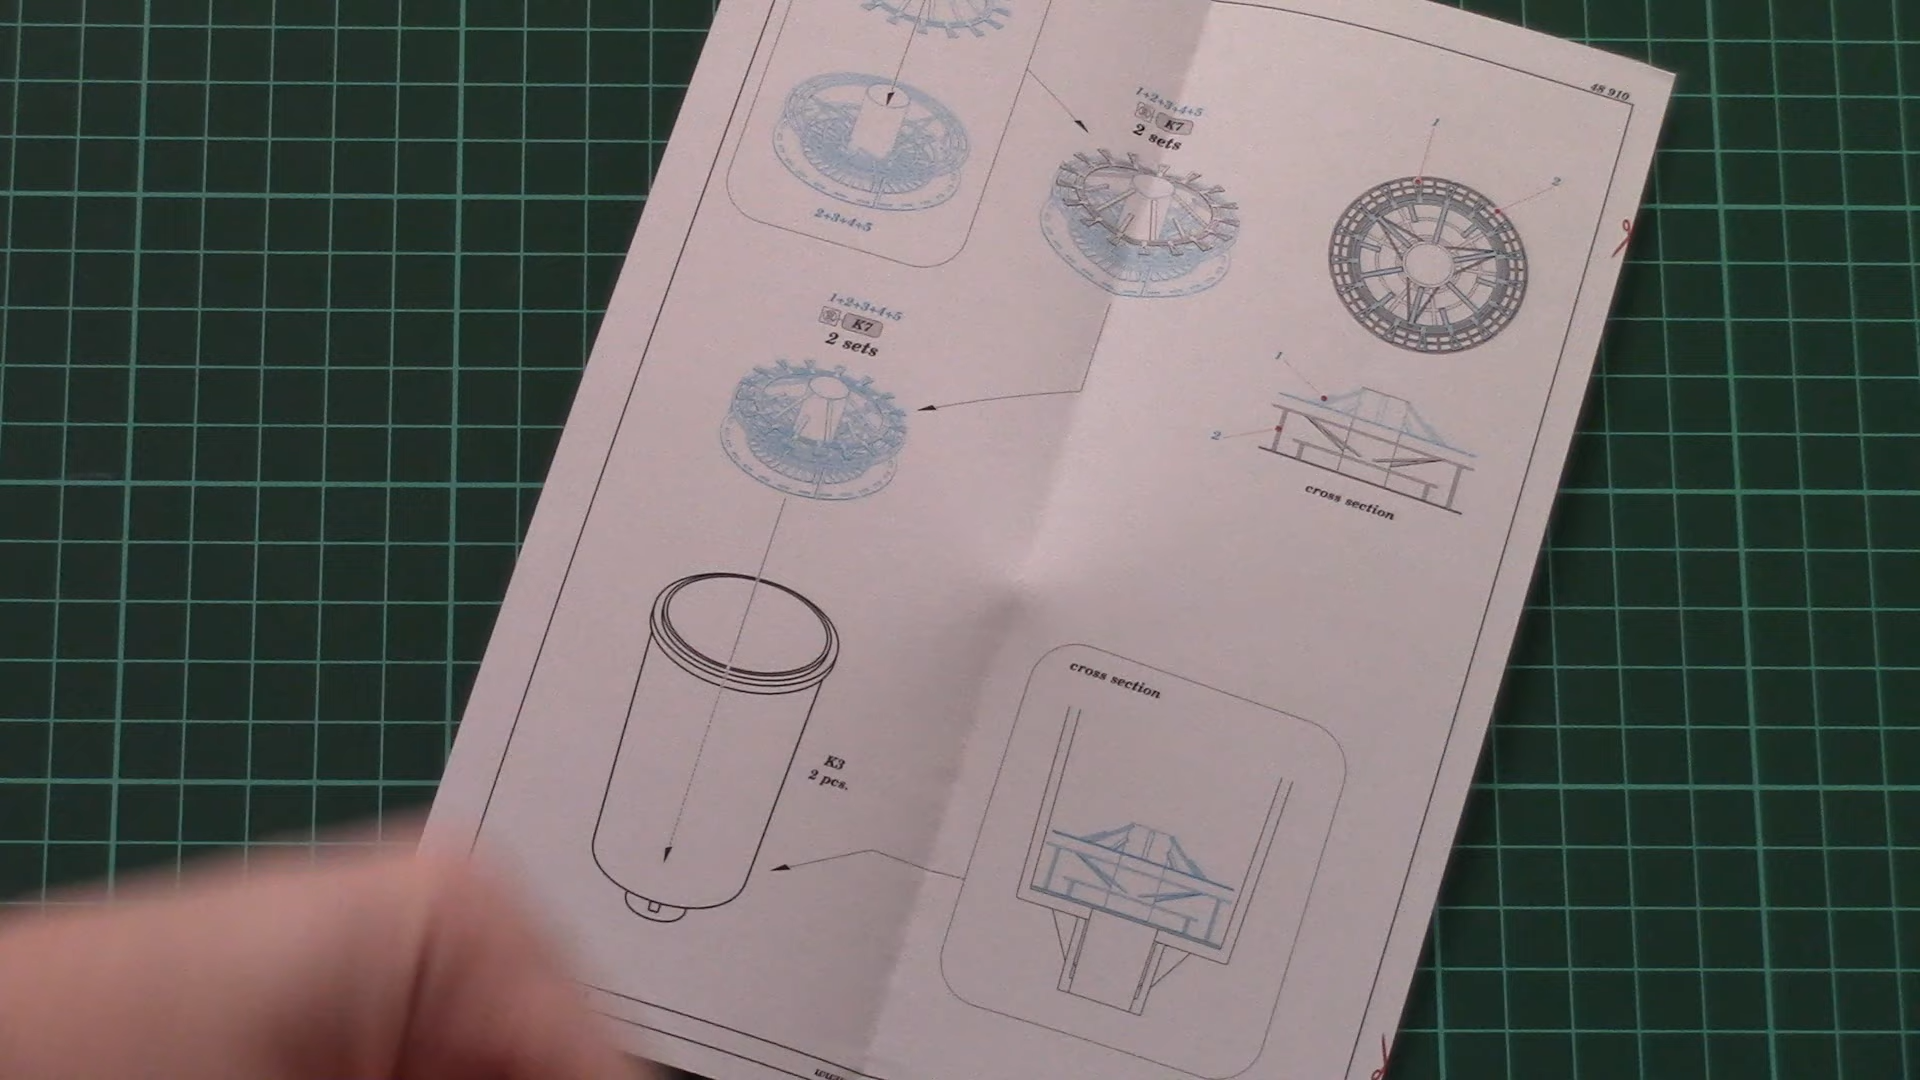 48 910
1+2+3+4+5
K7
2 sets
1
2
2+3+4+5
1+2+3+4+5
K7
2 sets
1
2
cross section
cross section
K3
2 pcs.